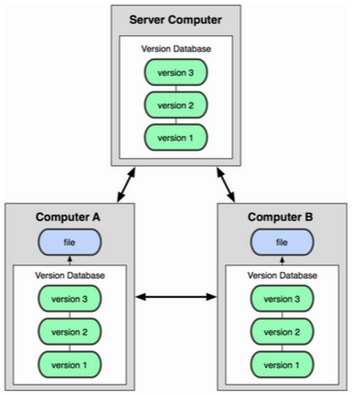 Server Computer
Version Database
version 3
version 2
version 1
Computer A
file
Version Database
version 3
version 2
version 1
Computer B
file
Version Database
version 3
version 2
version 1